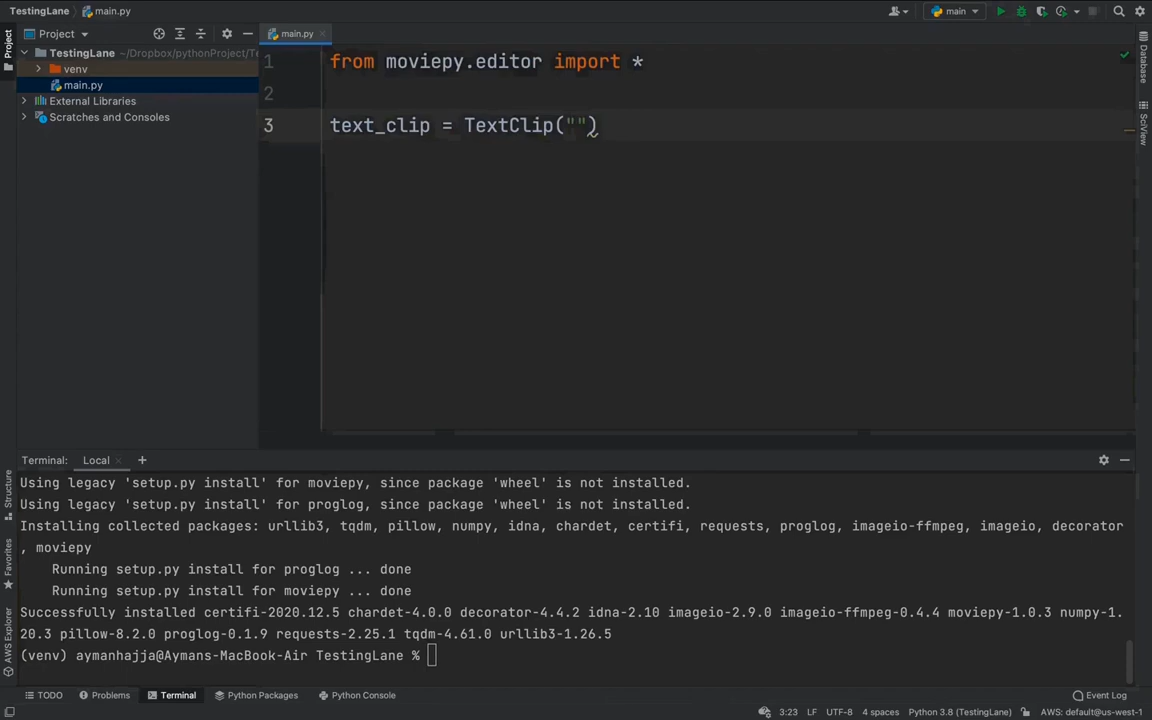 TestingLane main.py
main
Project
main.py
TestingLane ~/Dropbox/pythonProject/Te
venv
main.py
External Libraries
Scratches and Consoles
1 from moviepy.editor import *
2
3 text_clip = TextClip("")
Project
Structure
Favorites
AWS Explorer
Database
SciView
Terminal: Local
Using legacy 'setup.py install' for moviepy, since package 'wheel' is not installed.
Using legacy 'setup.py install' for proglog, since package 'wheel' is not installed.
Installing collected packages: urllib3, tqdm, pillow, numpy, idna, chardet, certifi, requests, proglog, imageio-ffmpeg, imageio, decorator
, moviepy
Running setup.py install for proglog ... done
Running setup.py install for moviepy ... done
Successfully installed certifi-2020.12.5 chardet-4.0.0 decorator-4.4.2 idna-2.10 imageio-2.9.0 imageio-ffmpeg-0.4.4 moviepy-1.0.3 numpy-1.
20.3 pillow-8.2.0 proglog-0.1.9 requests-2.25.1 tqdm-4.61.0 urllib3-1.26.5
(venv) aymanhajja@Aymans-MacBook-Air TestingLane %
TODO Problems Terminal Python Packages Python Console Event Log
3:23 LF UTF-8 4 spaces Python 3.8 (TestingLane) AWS: default@us-west-1